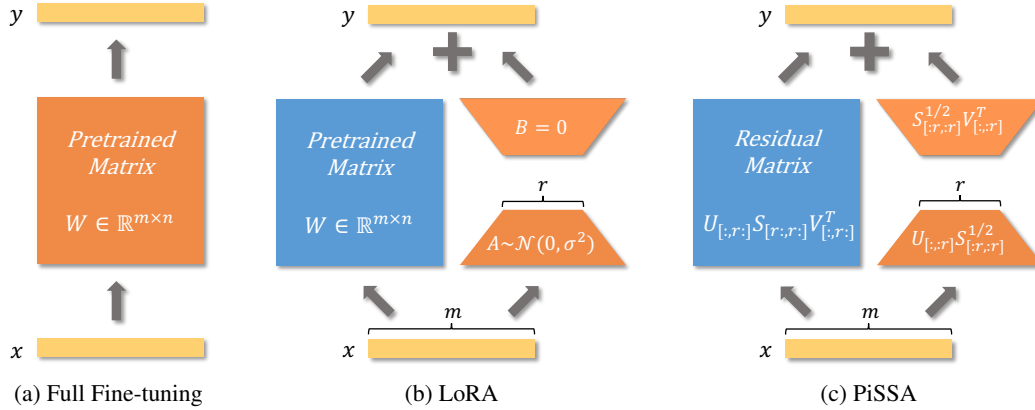 y
Pretrained
Matrix
W ∈ ℝ^{m×n}
x
(a) Full Fine-tuning
y
Pretrained
Matrix
W ∈ ℝ^{m×n}
B = 0
r
A~𝒩(0, σ²)
m
x
(b) LoRA
y
Residual
Matrix
U_{[:,r:]}S_{[r:,r:]}V^T_{[:,r:]}
S^{1/2}_{[:r,:r]}V^T_{[:,:r]}
r
U_{[:,:r]}S^{1/2}_{[:r,:r]}
m
x
(c) PiSSA